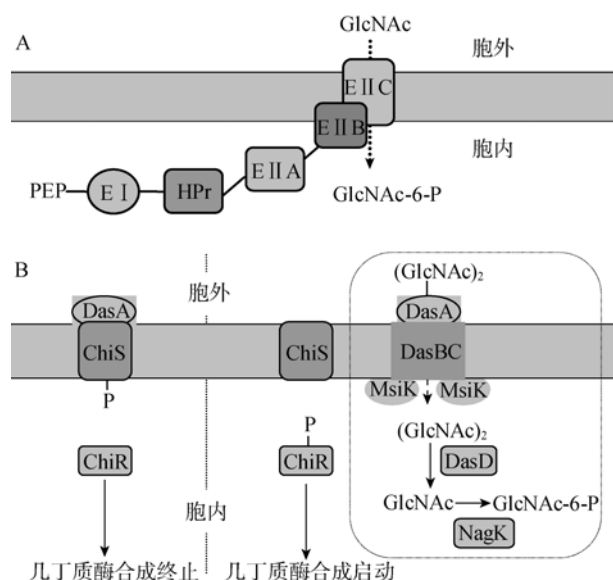 A
GlcNAc
胞外
EⅡC
EⅡB
胞内
EⅡA
PEP
EⅠ
HPr
GlcNAc-6-P
B
(GlcNAc)₂
胞外
DasA
DasA
ChiS
ChiS
DasBC
P
MsiK
MsiK
P
(GlcNAc)₂
ChiR
ChiR
DasD
GlcNAc
GlcNAc-6-P
胞内
NagK
几丁质酶合成终止
几丁质酶合成启动